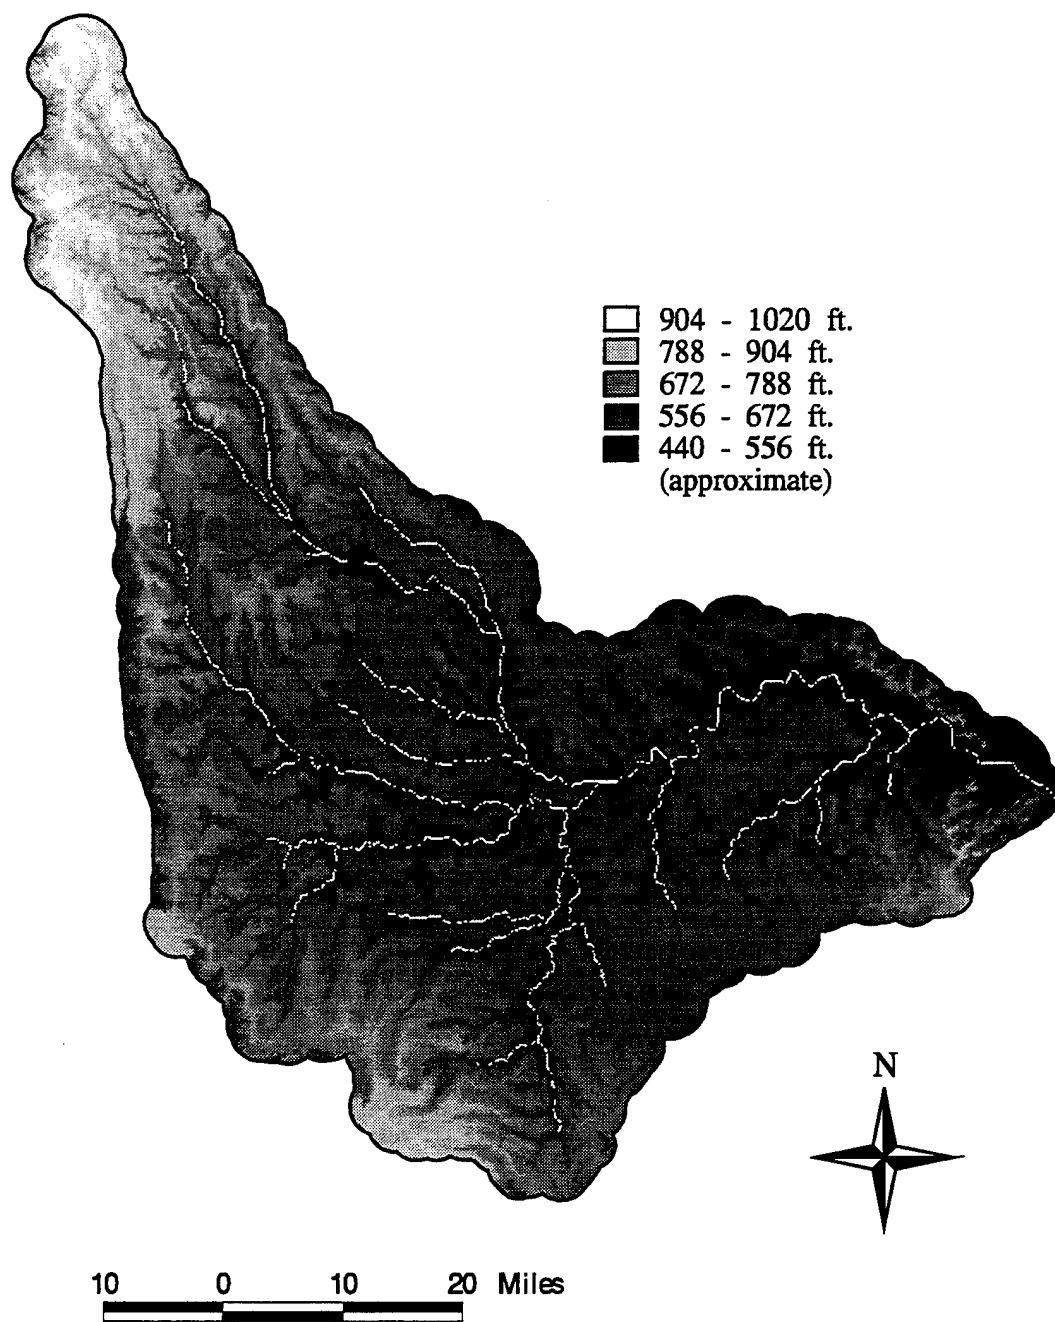 904 - 1020 ft.
788 - 904 ft.
672 - 788 ft.
556 - 672 ft.
440 - 556 ft.
(approximate)
N
10 0 10 20 Miles